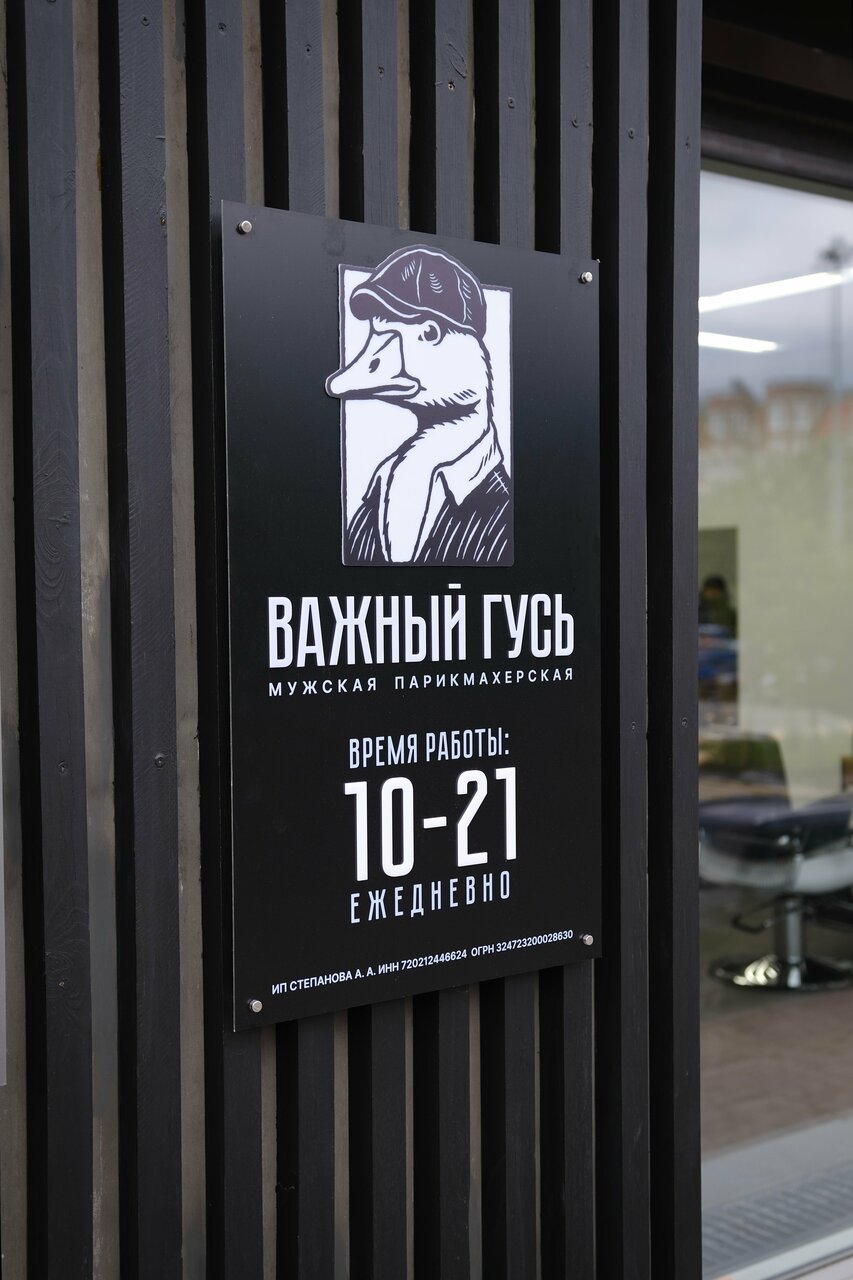 ВАЖНЫЙ ГУСЬ
МУЖСКАЯ ПАРИКМАХЕРСКАЯ
ВРЕМЯ РАБОТЫ:
10-21
ЕЖЕДНЕВНО
ИП СТЕПАНОВА А. А. ИНН 720212446624 ОГРН 324723200028630